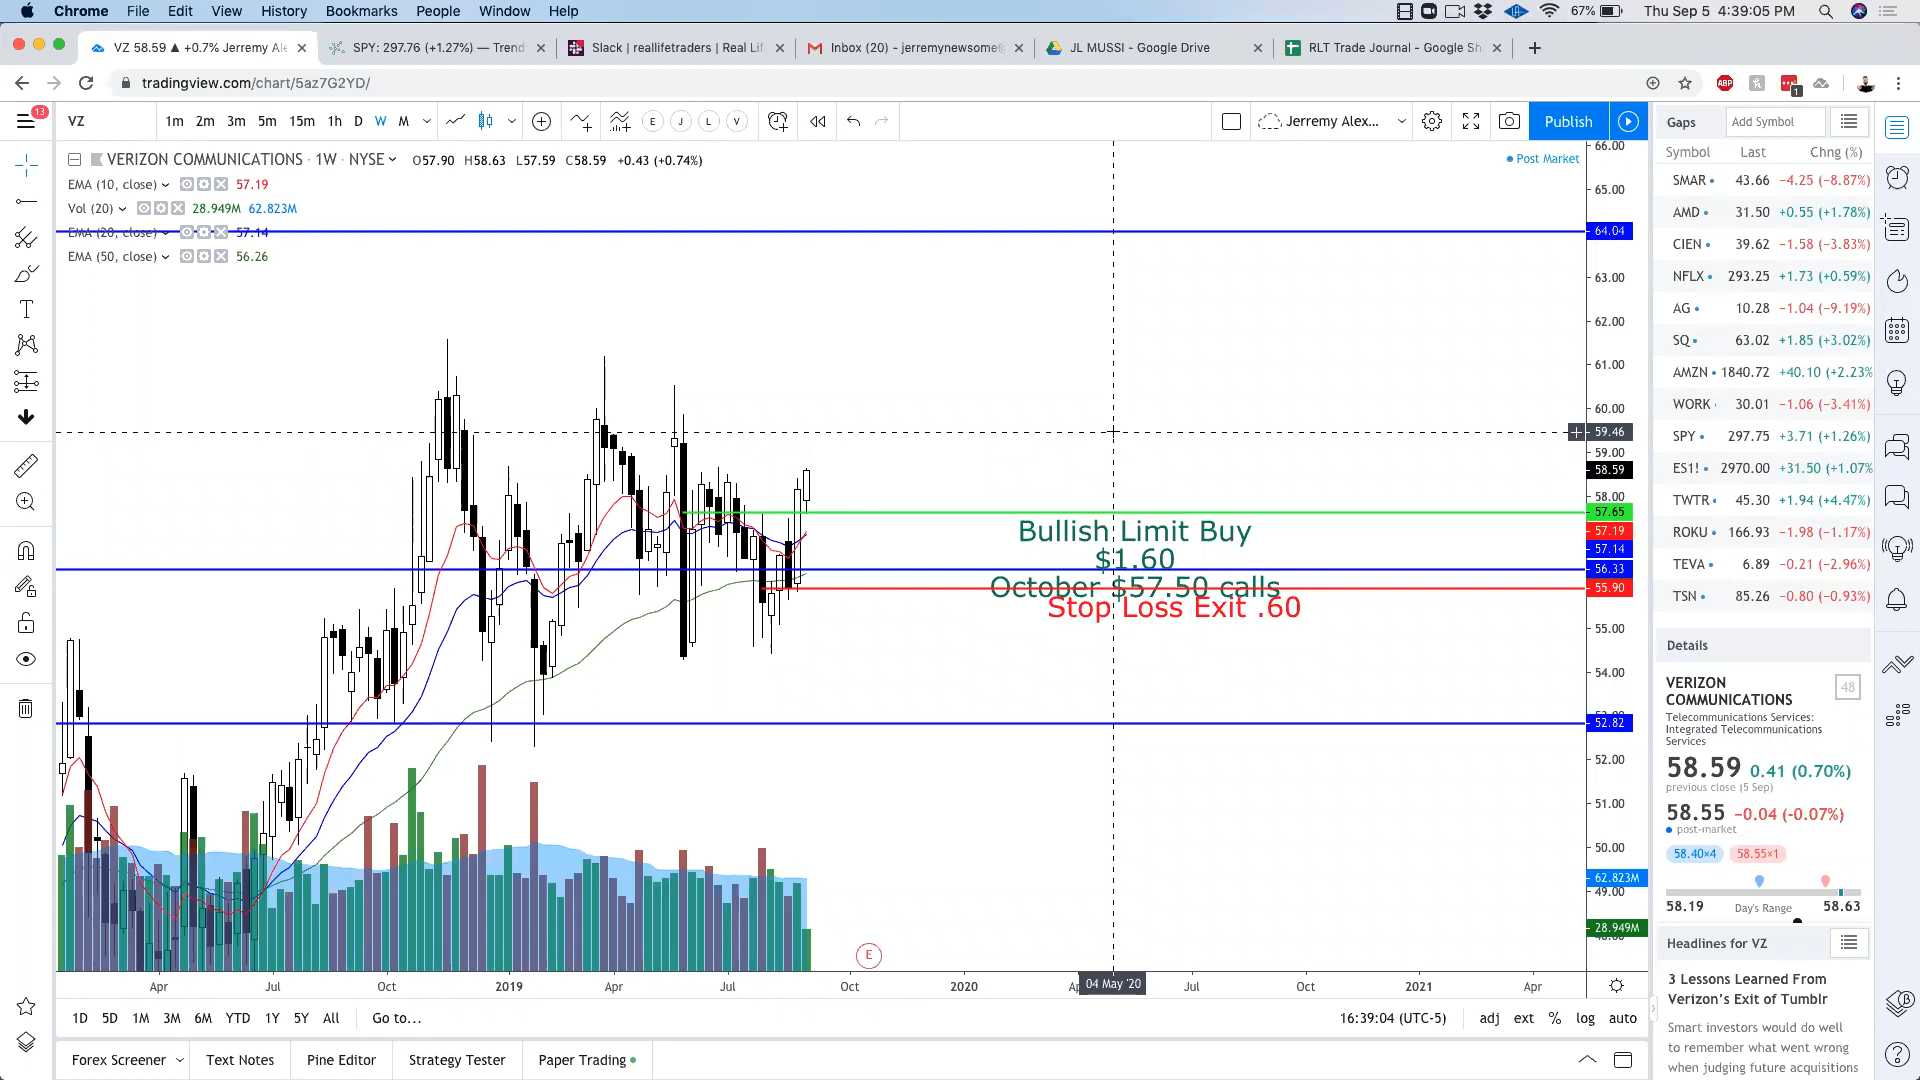 Chrome File Edit View History Bookmarks People Window Help
67% Thu Sep 5 4:39:05 PM
VZ 58.59 ▲ +0.7% Jerremy Al
SPY: 297.76 (+1.27%) — Trend
Slack | reallifetraders | Real Lif
Inbox (20) - jerremynewsome@
JL MUSSI - Google Drive
RLT Trade Journal - Google Sh
tradingview.com/chart/5az7G2YD/
ABP
1
13
VZ
1m 2m 3m 5m 15m 1h D W M
E J L V
Jerremy Alex...
Publish
VERIZON COMMUNICATIONS · 1W · NYSE
O57.90 H58.63 L57.59 C58.59 +0.43 (+0.74%)
EMA (10, close) 57.19
Vol (20) 28.949M 62.823M
EMA (20, close) 57.14
EMA (50, close) 56.26
Post Market
Bullish Limit Buy
$1.60
October $57.50 calls
Stop Loss Exit .60
66.00
65.00
64.04
63.00
62.00
61.00
60.00
59.46
59.00
58.59
58.00
57.65
57.19
57.14
56.33
55.90
55.00
54.00
52.82
52.00
51.00
50.00
62.823M
49.00
28.949M
E
Apr Jul Oct 2019 Apr Jul Oct 2020 04 May '20 Jul Oct 2021 Apr
1D 5D 1M 3M 6M YTD 1Y 5Y All Go to...
16:39:04 (UTC-5) adj ext % log auto
Forex Screener Text Notes Pine Editor Strategy Tester Paper Trading
Gaps Add Symbol
Symbol Last Chng (%)
SMAR 43.66 −4.25 (−8.87%)
AMD 31.50 +0.55 (+1.78%)
CIEN 39.62 −1.58 (−3.83%)
NFLX 293.25 +1.73 (+0.59%)
AG 10.28 −1.04 (−9.19%)
SQ 63.02 +1.85 (+3.02%)
AMZN 1840.72 +40.10 (+2.23%
WORK 30.01 −1.06 (−3.41%)
SPY 297.75 +3.71 (+1.26%)
ES1! 2970.00 +31.50 (+1.07%
TWTR 45.30 +1.94 (+4.47%)
ROKU 166.93 −1.98 (−1.17%)
TEVA 6.89 −0.21 (−2.96%)
TSN 85.26 −0.80 (−0.93%)
Details
VERIZON
COMMUNICATIONS
48
Telecommunications Services:
Integrated Telecommunications
Services
58.59 0.41 (0.70%)
previous close (5 Sep)
58.55 −0.04 (-0.07%)
post-market
58.40×4 58.55×1
58.19 Day's Range 58.63
Headlines for VZ
3 Lessons Learned From
Verizon's Exit of Tumblr
Smart investors would do well
to remember what went wrong
when judging future acquisitions